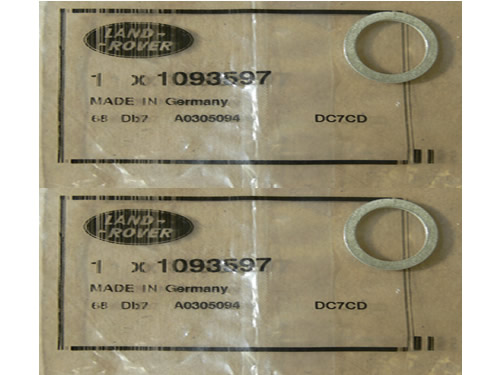 LAND-
-ROVER
1 x 1093597
MADE IN Germany
68 Db7 A0305094 DC7CD
LAND-
-ROVER
1 x 1093597
MADE IN Germany
68 Db7 A0305094 DC7CD